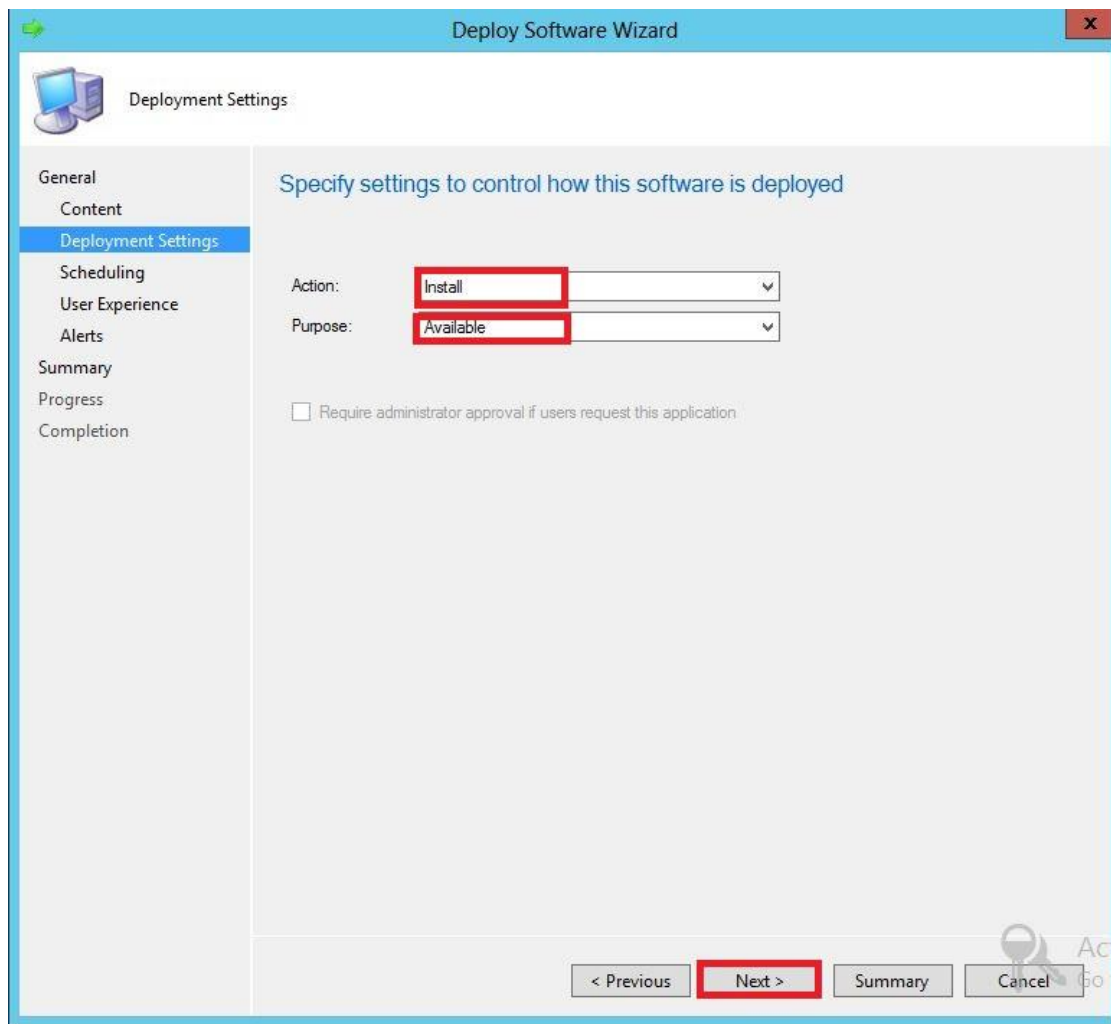 Deploy Software Wizard
x
Deployment Settings
General
Content
Deployment Settings
Scheduling
User Experience
Alerts
Summary
Progress
Completion
Specify settings to control how this software is deployed
Action: Install
Purpose: Available
Require administrator approval if users request this application
< Previous Next > Summary Cancel
Go